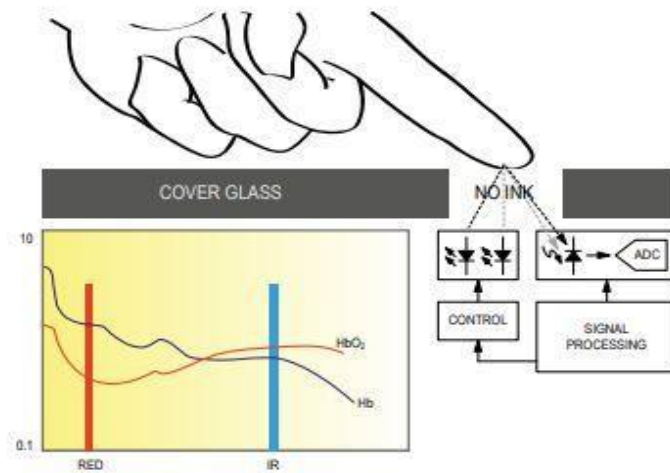 COVER GLASS
NO INK
10
ADC
CONTROL
SIGNAL
PROCESSING
HbO₂
Hb
0.1
RED
IR